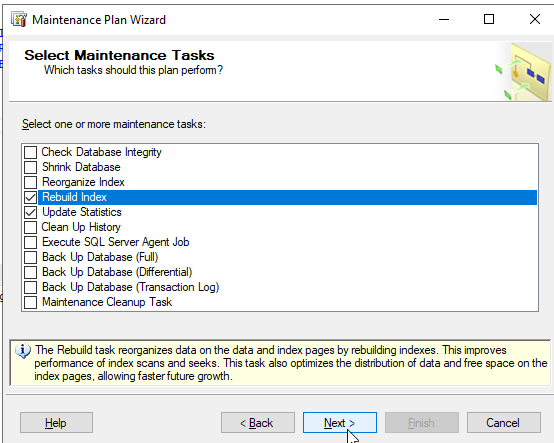 Maintenance Plan Wizard
Select Maintenance Tasks
Which tasks should this plan perform?
Select one or more maintenance tasks:
Check Database Integrity
Shrink Database
Reorganize Index
Rebuild Index
Update Statistics
Clean Up History
Execute SQL Server Agent Job
Back Up Database (Full)
Back Up Database (Differential)
Back Up Database (Transaction Log)
Maintenance Cleanup Task
The Rebuild task reorganizes data on the data and index pages by rebuilding indexes. This improves
performance of index scans and seeks. This task also optimizes the distribution of data and free space on the
index pages, allowing faster future growth.
Help
< Back
Next >
Finish
Cancel